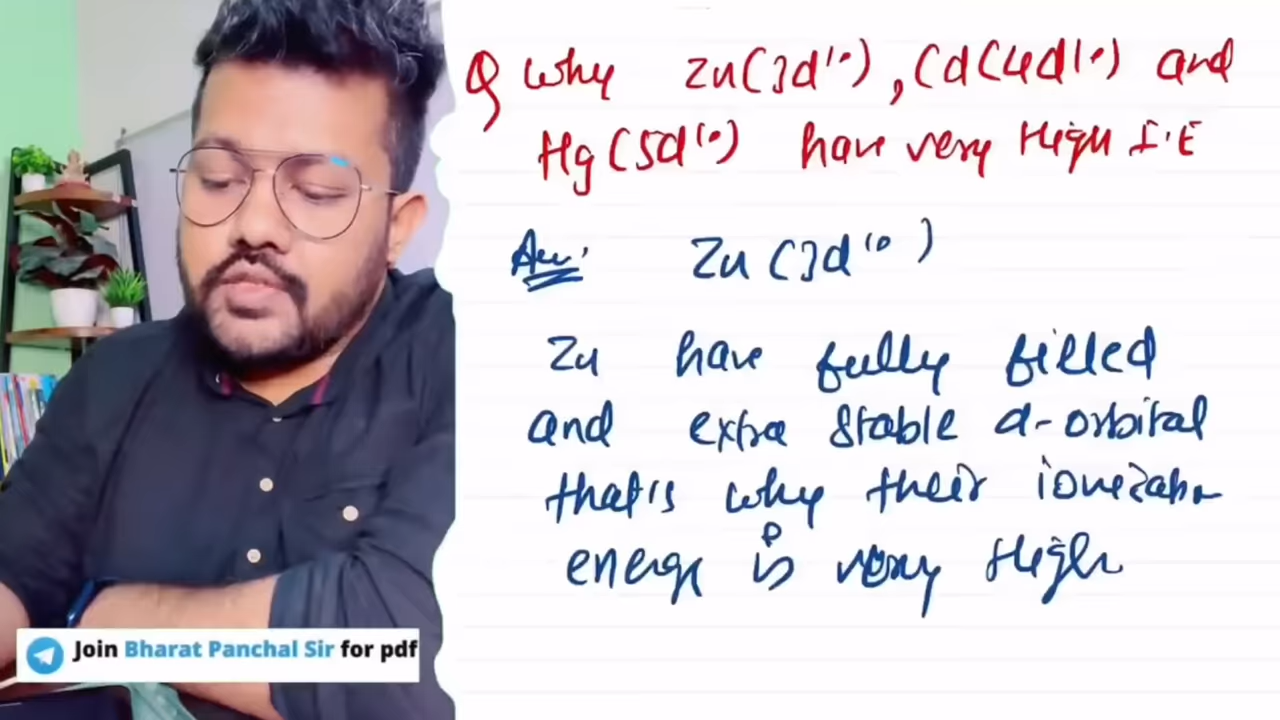 Q Why Zn(3d¹⁰), Cd(4d¹⁰) and
Hg(5d¹⁰) have very High I.E
Ans: Zn(3d¹⁰)
Zn have fully filled
and extra stable d-orbital
that's why their ionization
energy is very High
Join Bharat Panchal Sir for pdf